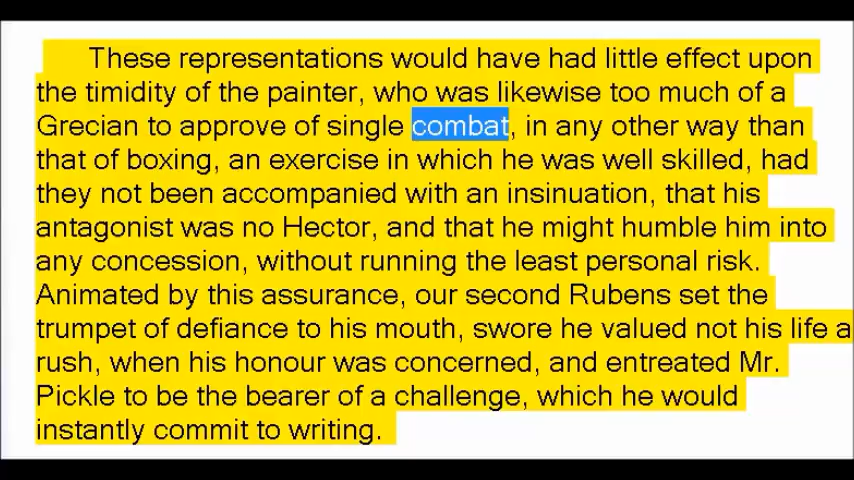 These representations would have had little effect upon
the timidity of the painter, who was likewise too much of a
Grecian to approve of single combat, in any other way than
that of boxing, an exercise in which he was well skilled, had
they not been accompanied with an insinuation, that his
antagonist was no Hector, and that he might humble him into
any concession, without running the least personal risk.
Animated by this assurance, our second Rubens set the
trumpet of defiance to his mouth, swore he valued not his life a
rush, when his honour was concerned, and entreated Mr.
Pickle to be the bearer of a challenge, which he would
instantly commit to writing.